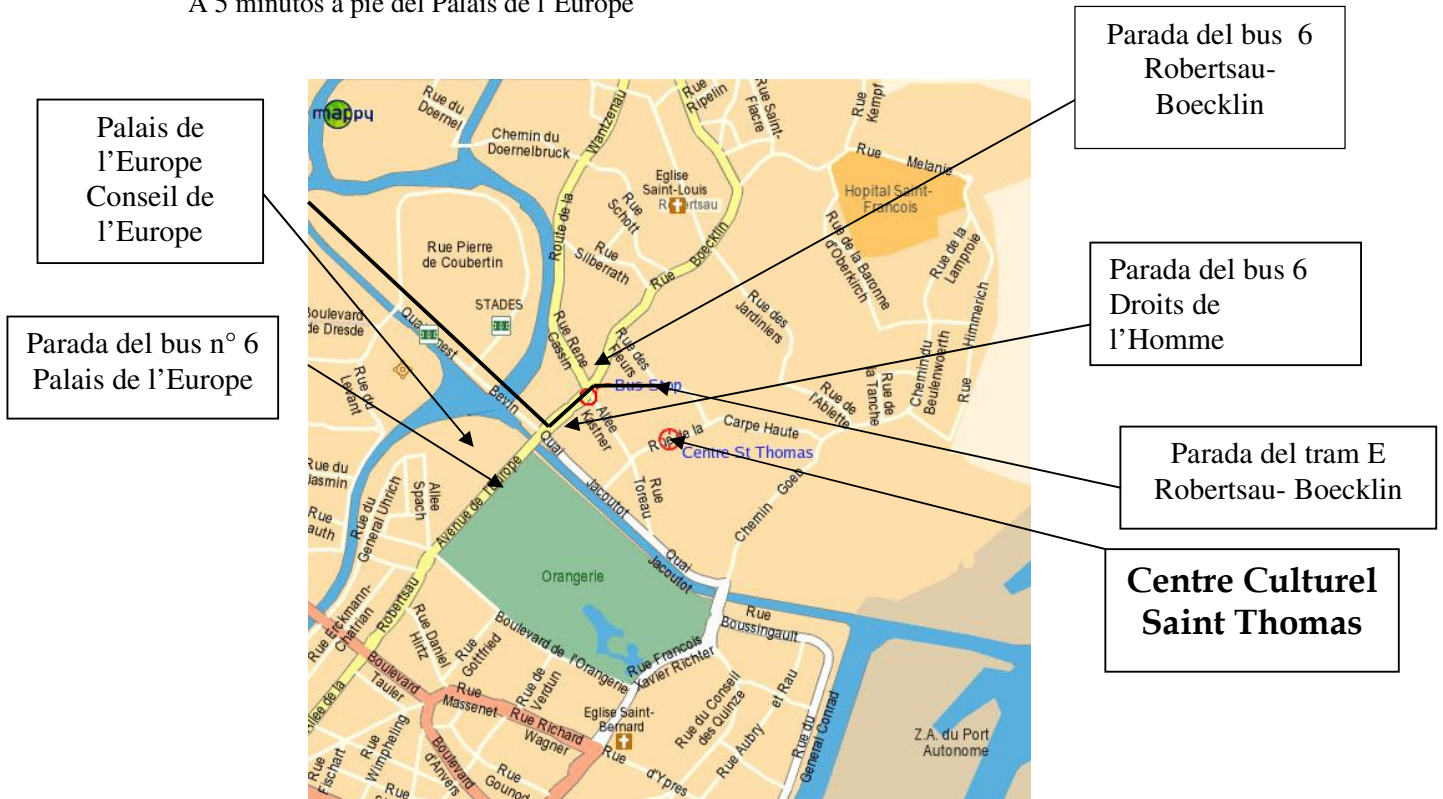 A 5 minutos a pie del Palais de l'Europe
Parada del bus 6
Robertsau-
Boecklin
Palais de
l'Europe
Conseil de
l'Europe
Parada del bus n° 6
Palais de l'Europe
Parada del bus 6
Droits de
l'Homme
Parada del tram E
Robertsau- Boecklin
Centre Culturel
Saint Thomas
mappy
Rue du
Doernel
Chemin du
Doernelbruck
Route de la
Wantzenau
Rue
Ripelin
Rue Saint-
Fiacre
Rue
Kempf
Rue Melanie
Eglise
Saint-Louis
Robertsau
Hopital Saint-
Francois
Rue
Schott
Rue
Silberrath
Rue Boecklin
Rue de la Baronne
d'Oberkirch
Rue de la
Lamproie
Rue Pierre
de Coubertin
STADES
Boulevard
de Dresde
Quai Ernest
Bevin
Rue Rene
Cassin
Rue des
Fleurs
Rue des
Jardiniers
Rue Himmerich
Chemin du
Beulenwoerth
Rue de
la Tanche
Rue de
l'Ablette
Bus Stop
Rue du
Levant
Allee
Kastner
Rue de la
Carpe Haute
Centre St Thomas
Quai
Jacoutot
Rue
Toreau
Chemin Goeb
Rue du
Jasmin
Rue
auth
Rue du
General Uhrich
Allee
Spach
Avenue de l'Europe
Quai
Jacoutot
Orangerie
Rue
Boussingault
Rue Erckmann-
Chatrian
Robertsau
Allee de la
Rue Daniel
Hirtz
Rue
Gottfried
Boulevard de l'Orangerie
Rue Francois
Xavier Richter
Boulevard
Tauler
Rue
Massenet
Rue de
Verdun
Rue Richard
Wagner
Eglise Saint-
Bernard
Rue du Conseil
des Quinze
Rue Aubry et Rau
Rue du
General Conrad
Z.A. du Port
Autonome
Rue
Fischart
Rue
Wimpheling
Boulevard
d'Anvers
Rue
Gounod
Rue
d'Ypres
Rue